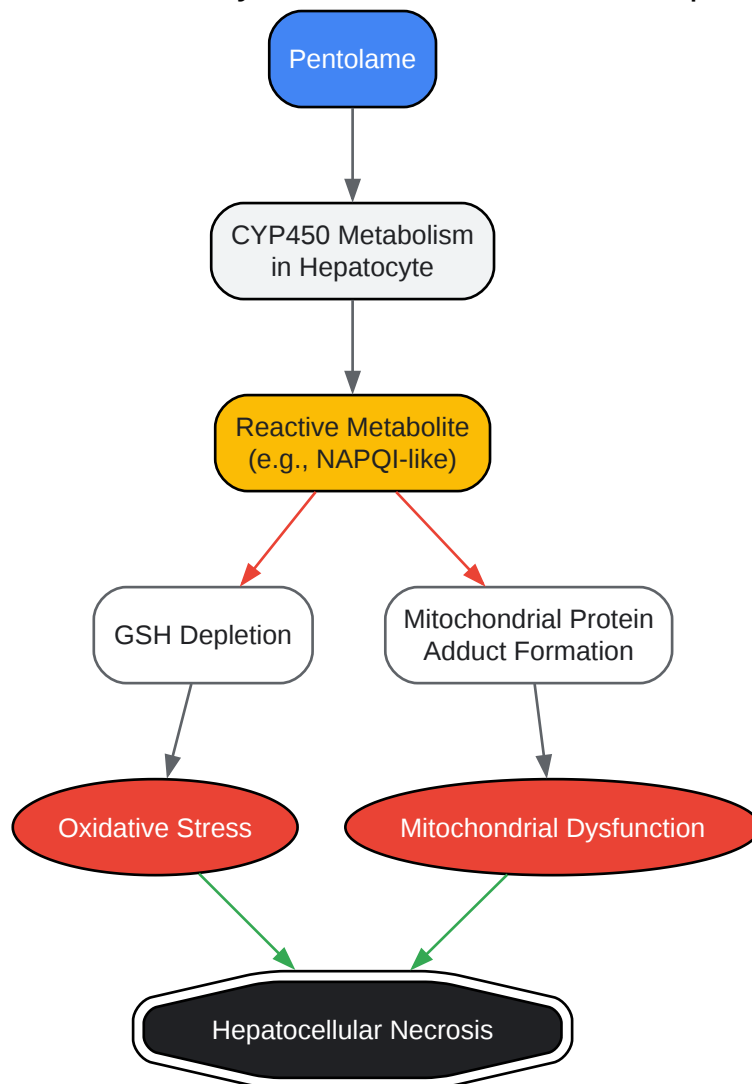 Pentolame
CYP450 Metabolism
in Hepatocyte
Reactive Metabolite
(e.g., NAPQI-like)
GSH Depletion
Mitochondrial Protein
Adduct Formation
Oxidative Stress
Mitochondrial Dysfunction
Hepatocellular Necrosis